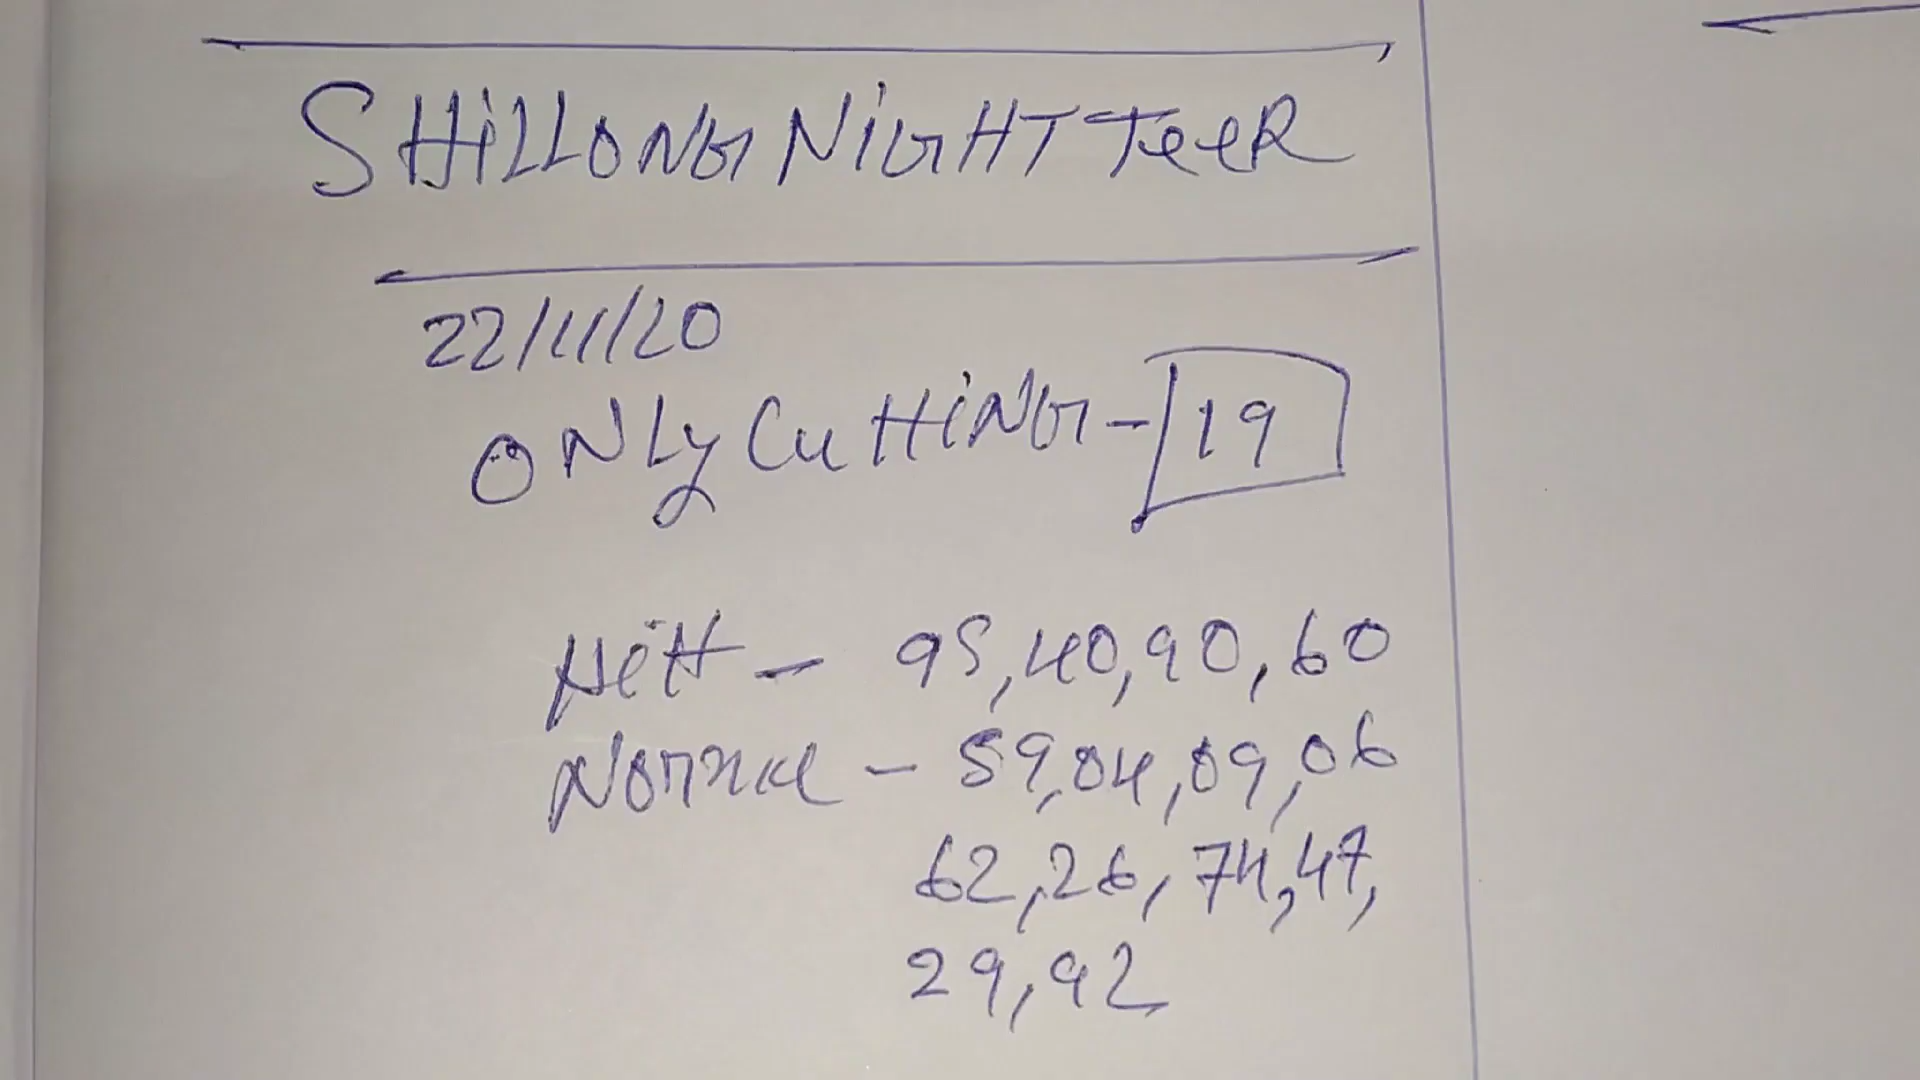 SHiLLONG NiGHT TeeR
22/11/20
ONLy CuttiNG - 19
Hitt - 95,40,90,60
Normal - 59,04,09,06
62,26,74,47,
29,92